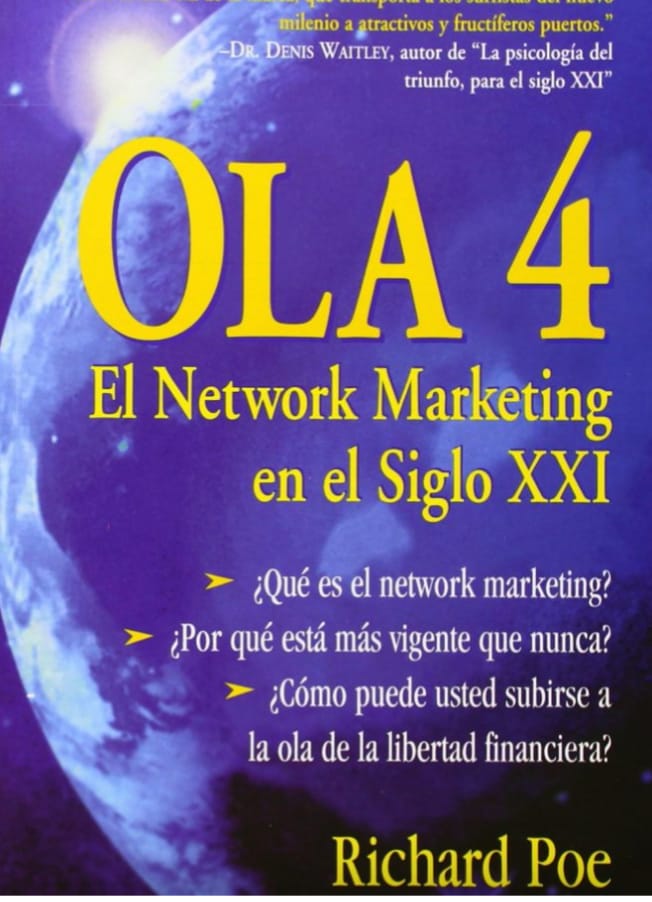 milenio a atractivos y fructíferos puertos.”
–DR. DENIS WAITLEY, autor de “La psicología del
triunfo, para el siglo XXI”
OLA 4
El Network Marketing
en el Siglo XXI
➤ ¿Qué es el network marketing?
➤ ¿Por qué está más vigente que nunca?
➤ ¿Cómo puede usted subirse a
la ola de la libertad financiera?
Richard Poe